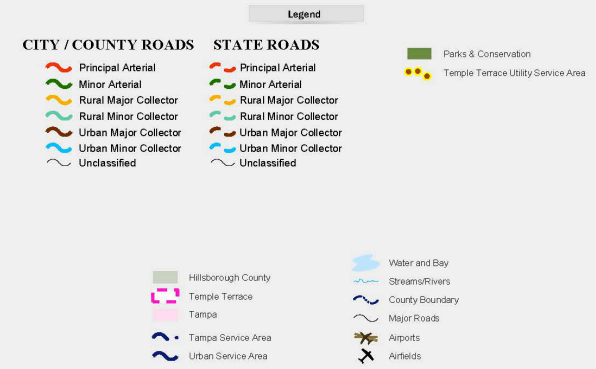 Legend
CITY / COUNTY ROADS
Principal Arterial
Minor Arterial
Rural Major Collector
Rural Minor Collector
Urban Major Collector
Urban Minor Collector
Unclassified
STATE ROADS
Principal Arterial
Minor Arterial
Rural Major Collector
Rural Minor Collector
Urban Major Collector
Urban Minor Collector
Unclassified
Parks & Conservation
Temple Terrace Utility Service Area
Hillsborough County
Temple Terrace
Tampa
Tampa Service Area
Urban Service Area
Water and Bay
Streams/Rivers
County Boundary
Major Roads
Airports
Airfields